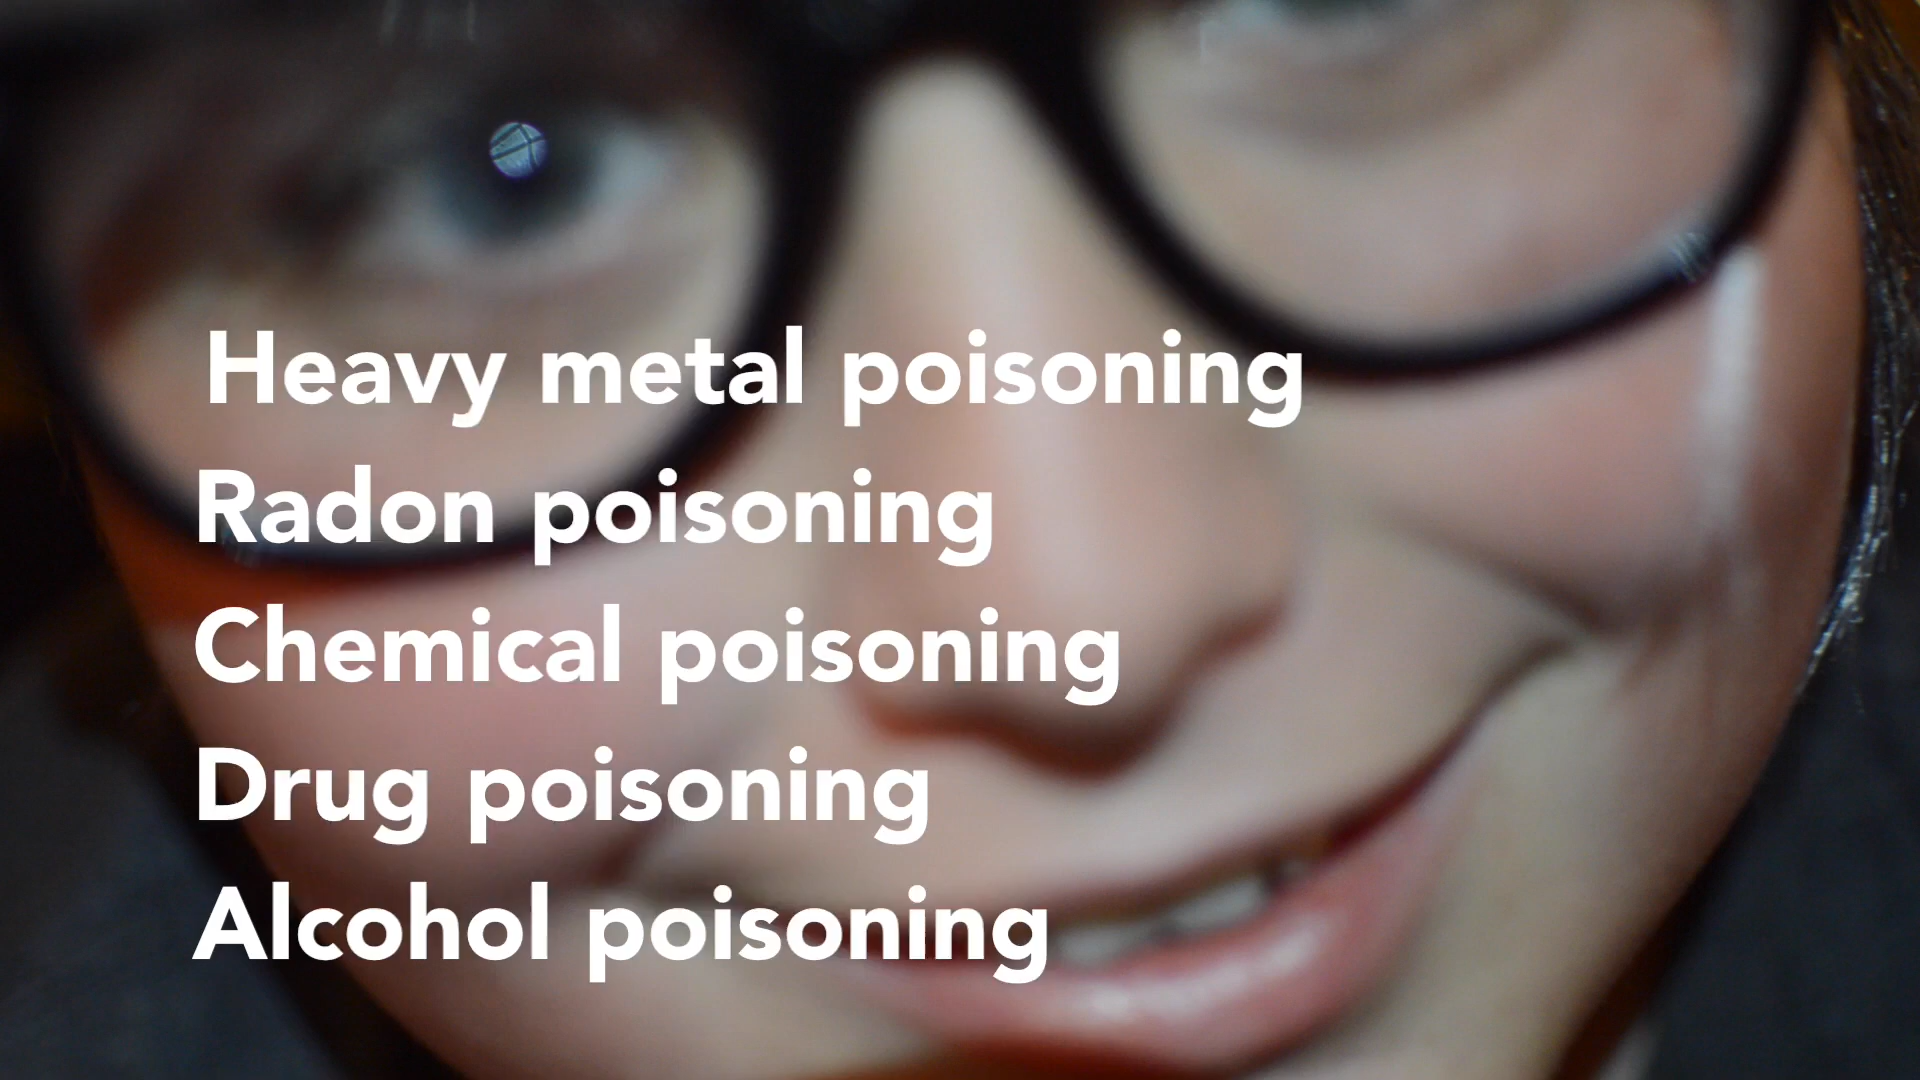 Heavy metal poisoning
Radon poisoning
Chemical poisoning
Drug poisoning
Alcohol poisoning